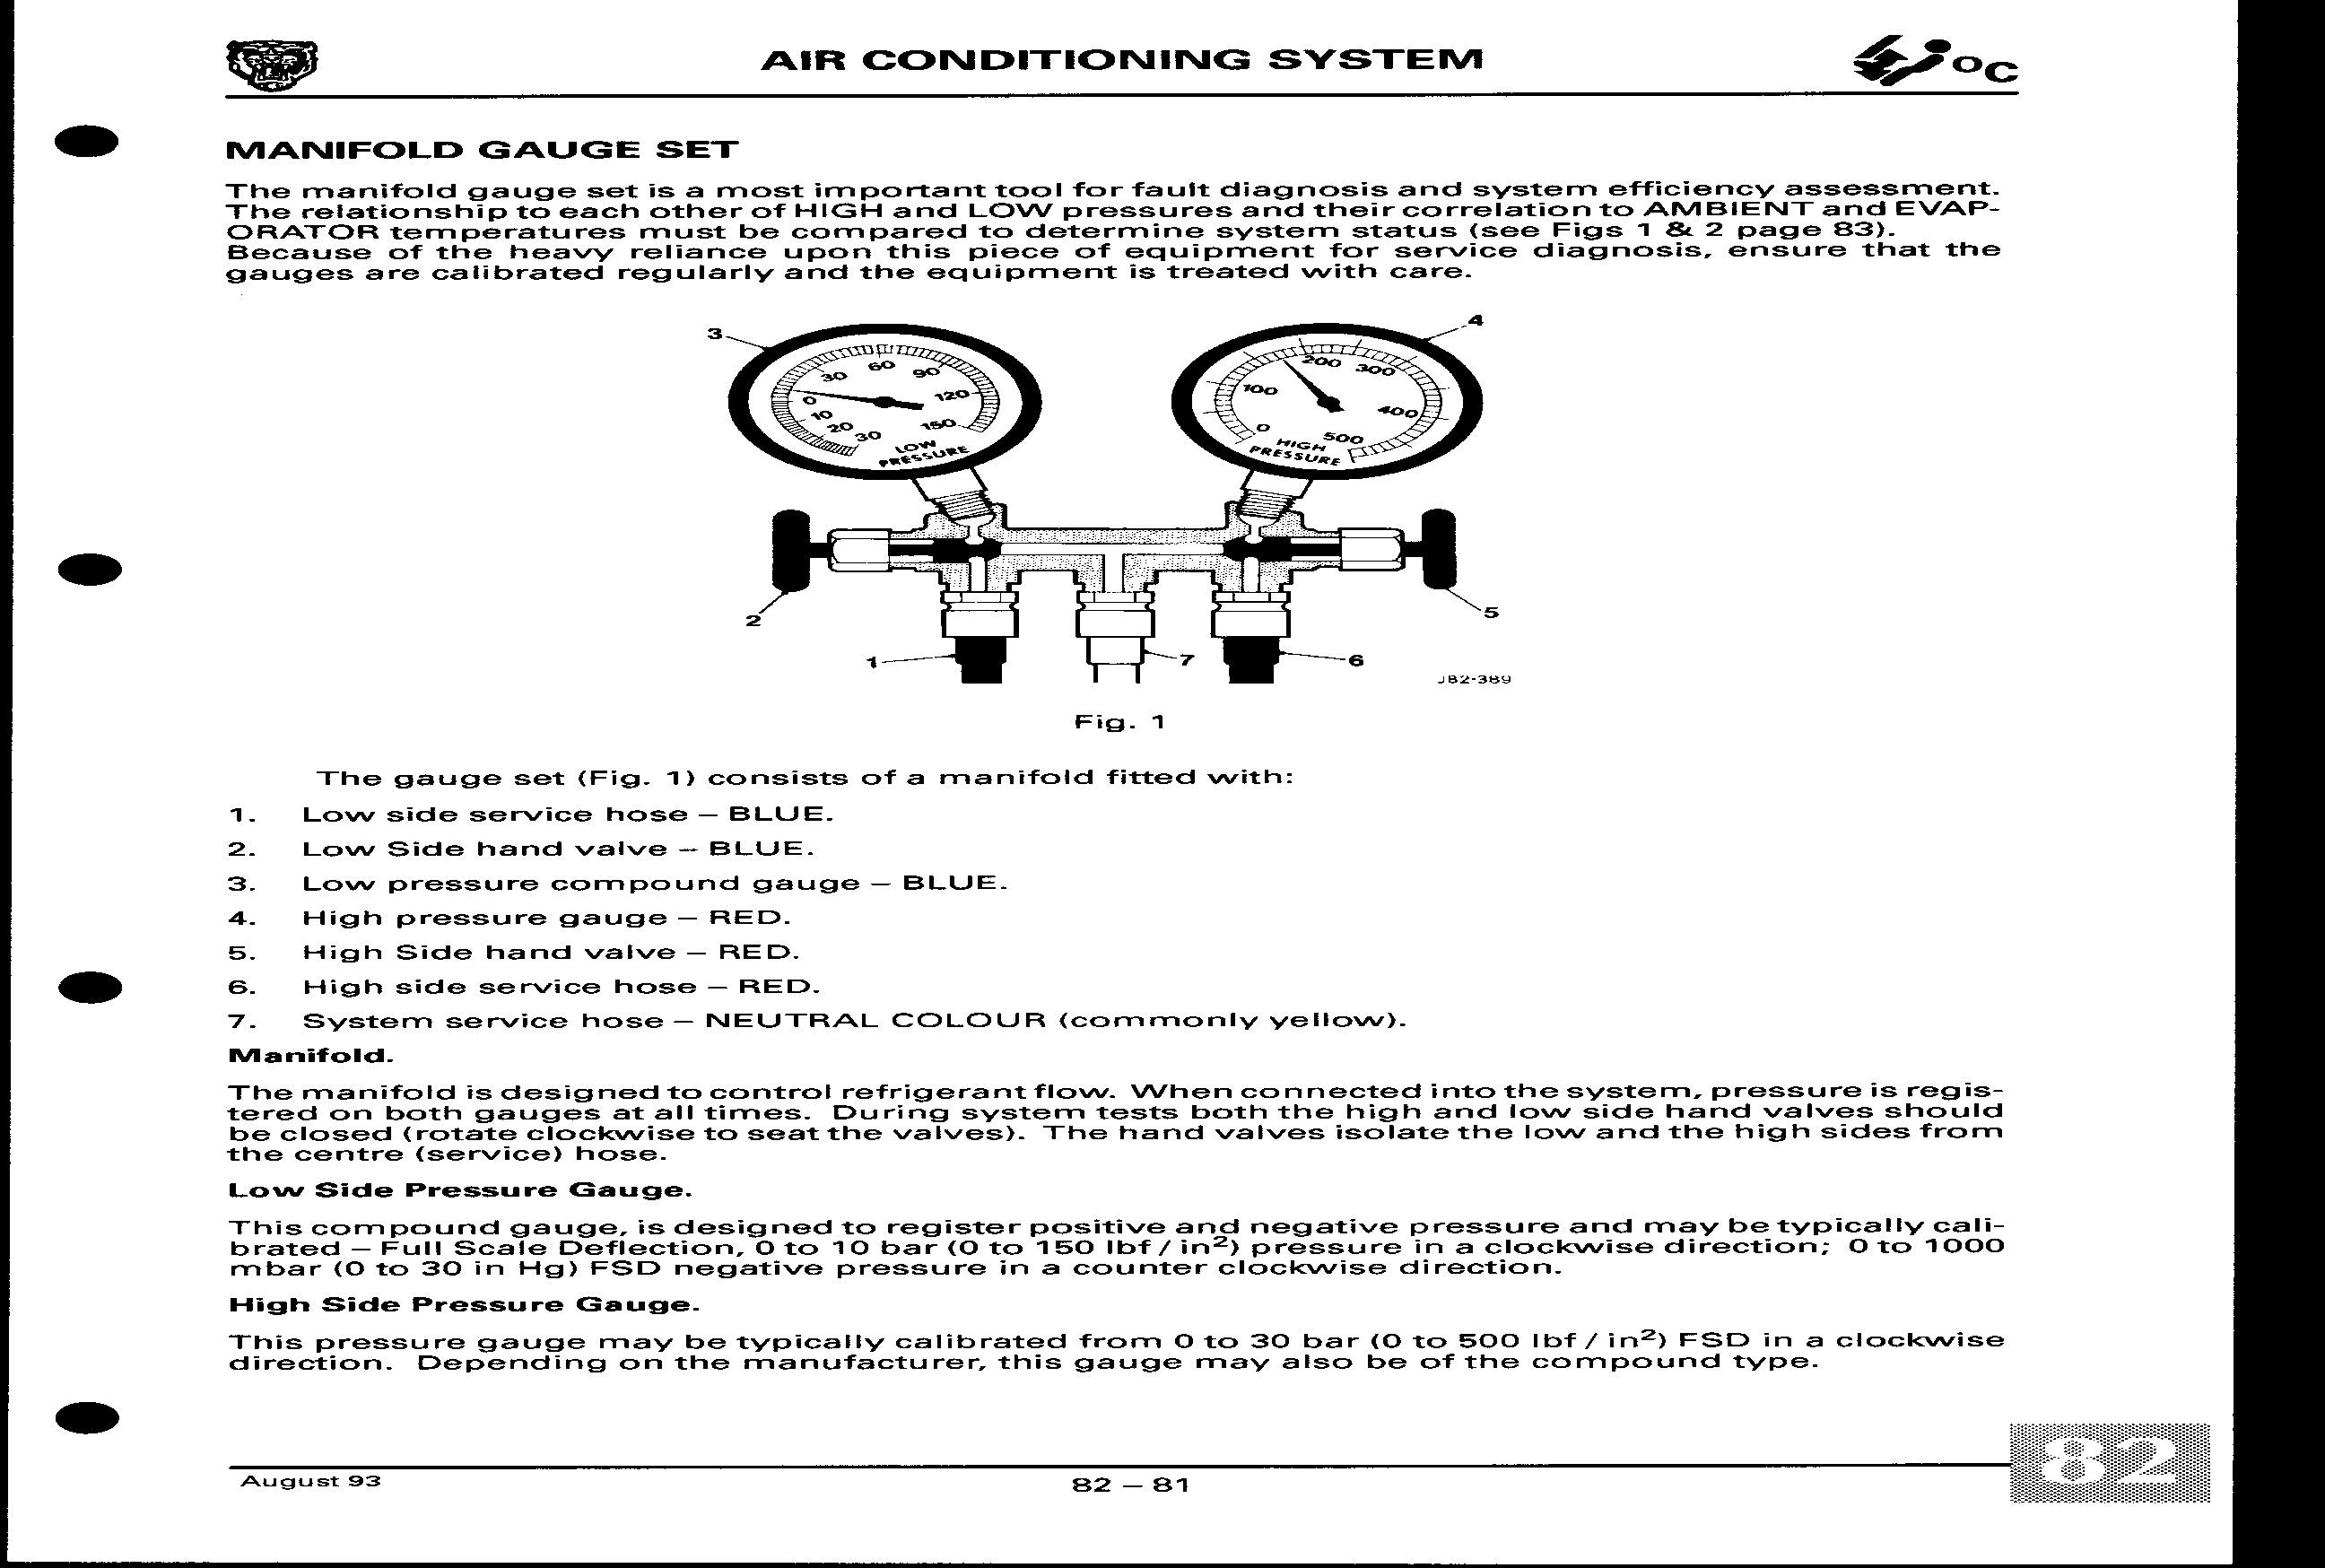 AIR CONDITIONING SYSTEM
°C
MANIFOLD GAUGE SET
The manifold gauge set is a most important tool for fault diagnosis and system efficiency assessment.
The relationship to each other of HIGH and LOW pressures and their correlation to AMBIENT and EVAP-
ORATOR temperatures must be compared to determine system status (see Figs 1 & 2 page 83).
Because of the heavy reliance upon this piece of equipment for service diagnosis, ensure that the
gauges are calibrated regularly and the equipment is treated with care.
3
4
30 60 90 120 150
0 10 20 30
LOW
PRESSURE
0 100 200 300 400 500
HIGH
PRESSURE
2
5
1
7
6
J82-389
Fig. 1
The gauge set (Fig. 1) consists of a manifold fitted with:
1. Low side service hose – BLUE.
2. Low Side hand valve – BLUE.
3. Low pressure compound gauge – BLUE.
4. High pressure gauge – RED.
5. High Side hand valve – RED.
6. High side service hose – RED.
7. System service hose – NEUTRAL COLOUR (commonly yellow).
Manifold.
The manifold is designed to control refrigerant flow. When connected into the system, pressure is regis-
tered on both gauges at all times. During system tests both the high and low side hand valves should
be closed (rotate clockwise to seat the valves). The hand valves isolate the low and the high sides from
the centre (service) hose.
Low Side Pressure Gauge.
This compound gauge, is designed to register positive and negative pressure and may be typically cali-
brated – Full Scale Deflection, 0 to 10 bar (0 to 150 lbf / in²) pressure in a clockwise direction; 0 to 1000
mbar (0 to 30 in Hg) FSD negative pressure in a counter clockwise direction.
High Side Pressure Gauge.
This pressure gauge may be typically calibrated from 0 to 30 bar (0 to 500 lbf / in²) FSD in a clockwise
direction. Depending on the manufacturer, this gauge may also be of the compound type.
82
August 93
82 – 81